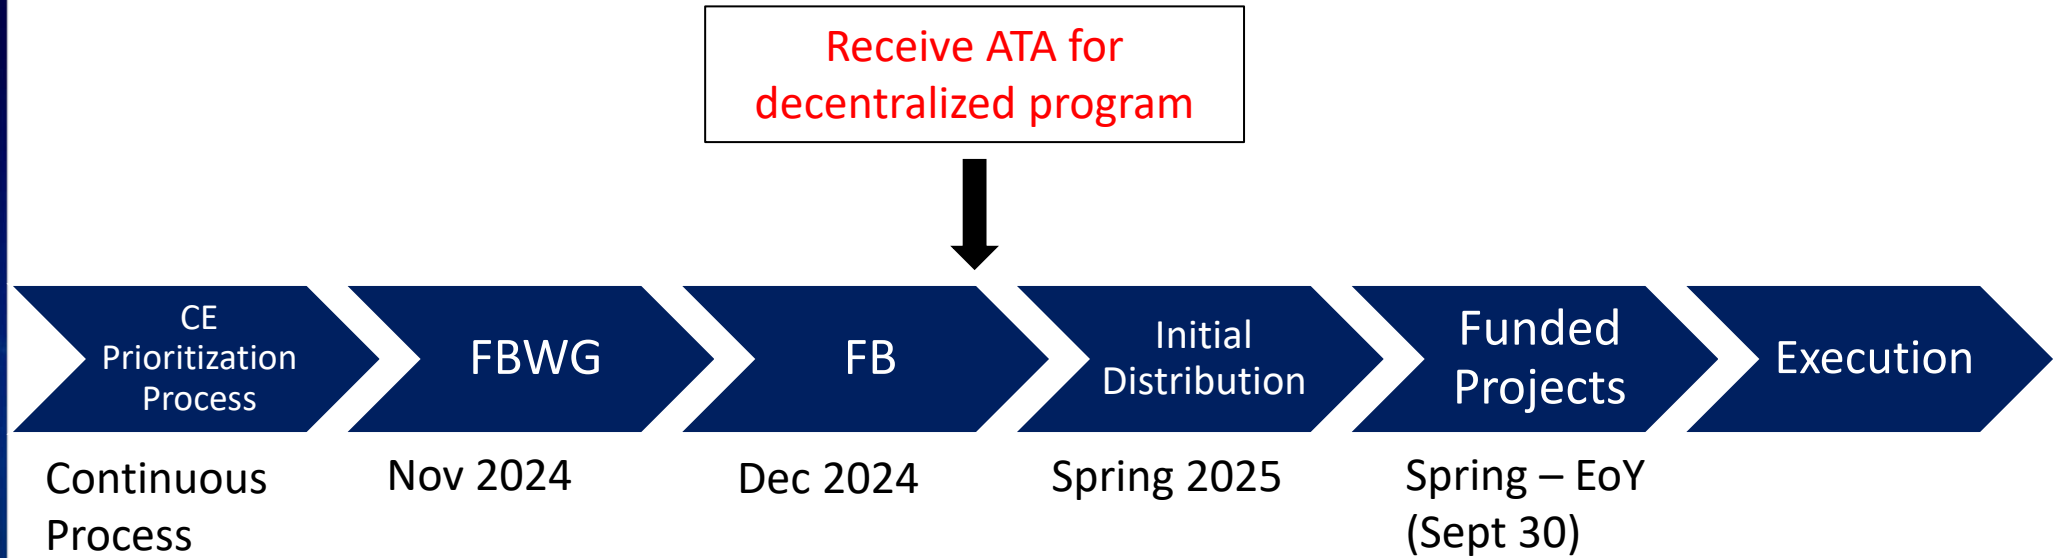 Receive ATA for
decentralized program
CE
Prioritization
Process
FBWG
FB
Initial
Distribution
Funded
Projects
Execution
Continuous
Process
Nov 2024
Dec 2024
Spring 2025
Spring – EoY
(Sept 30)